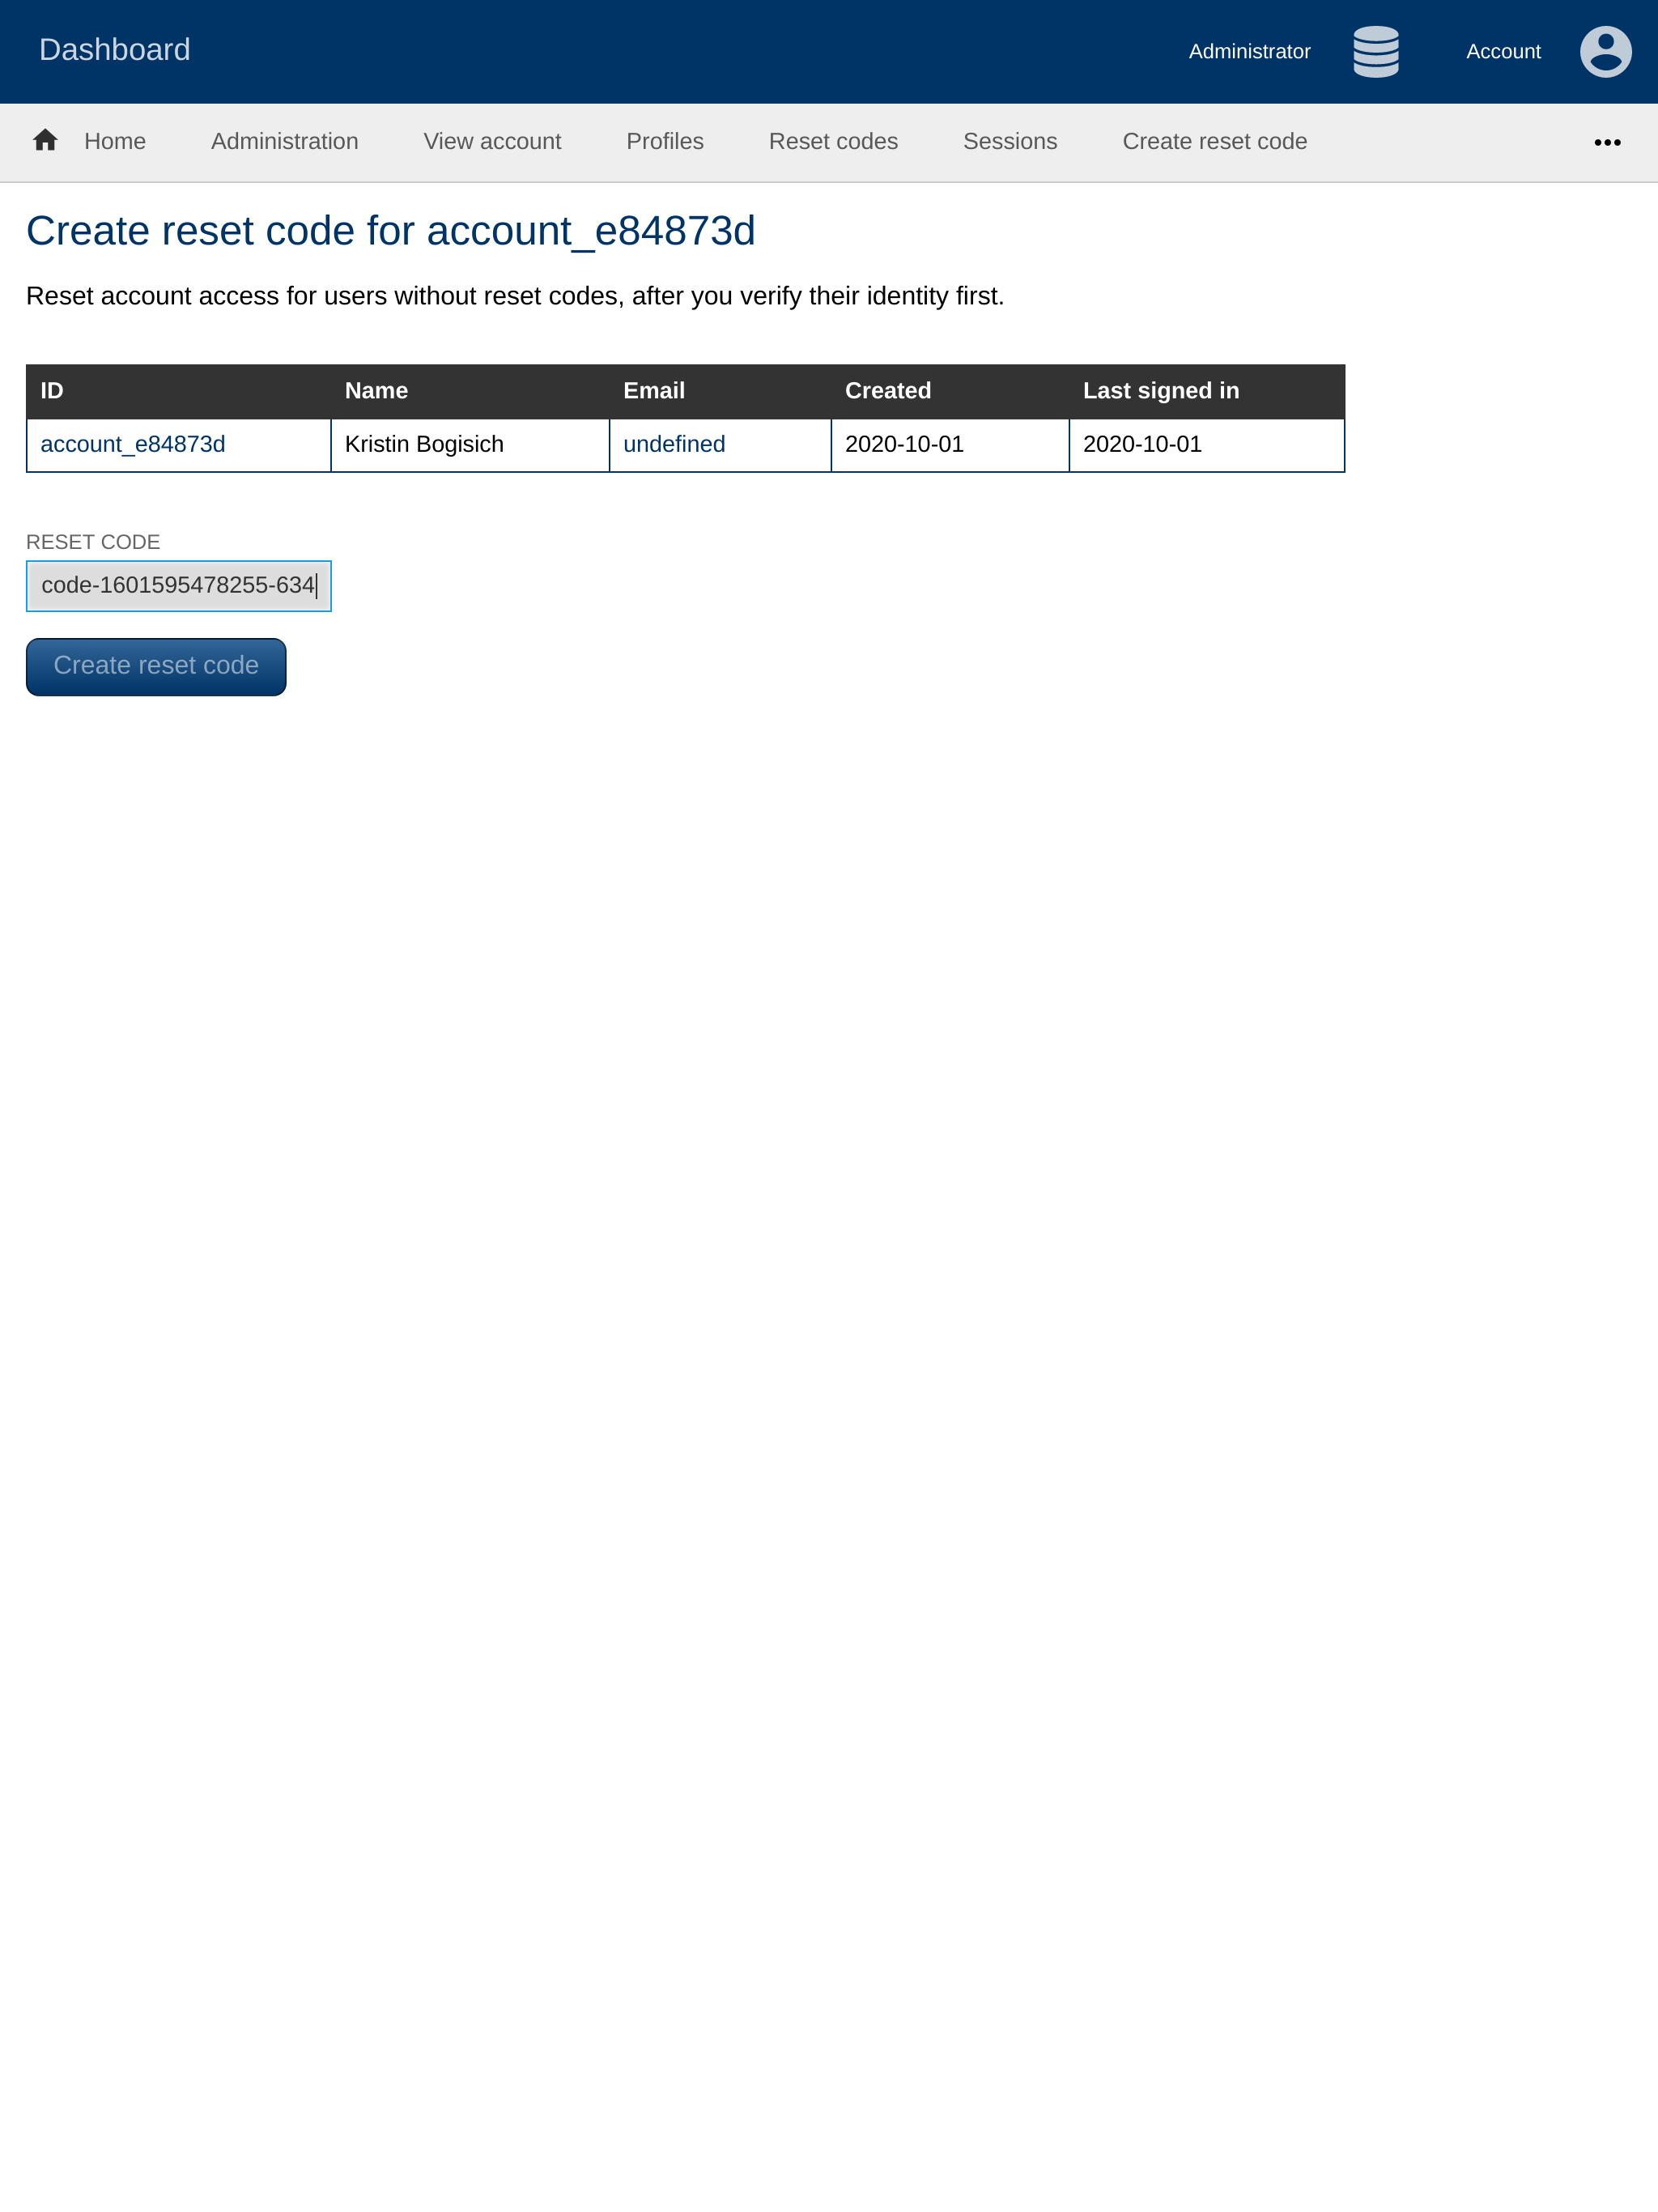 Dashboard Administrator Account
Home Administration View account Profiles Reset codes Sessions Create reset code
Create reset code for account_e84873d
Reset account access for users without reset codes, after you verify their identity first.
ID Name Email Created Last signed in
account_e84873d Kristin Bogisich undefined 2020-10-01 2020-10-01
RESET CODE
code-1601595478255-634
Create reset code